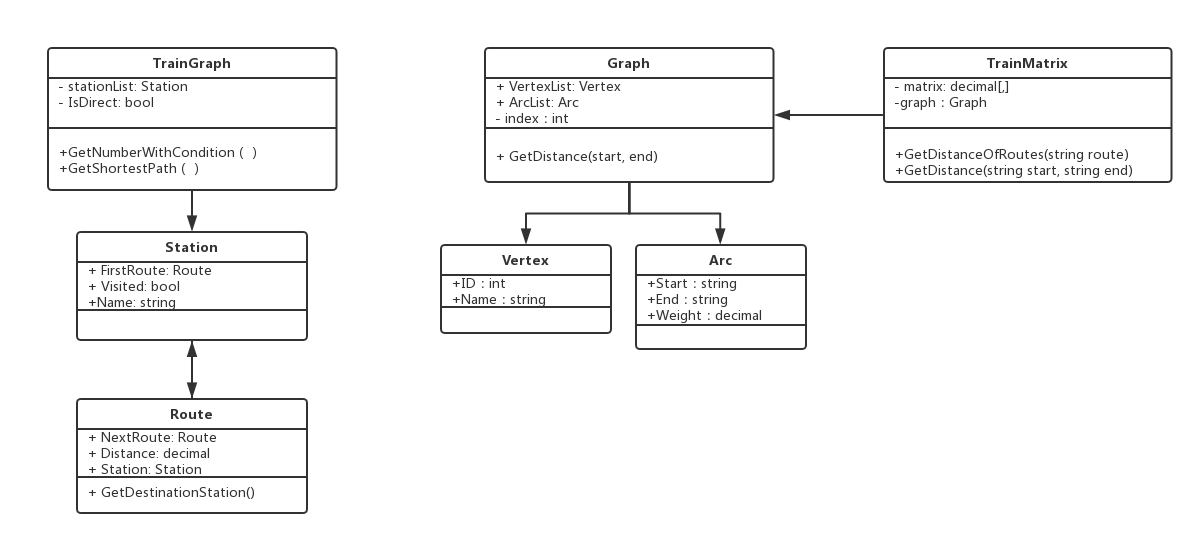 TrainGraph
- stationList: Station
- IsDirect: bool
+GetNumberWithCondition ( )
+GetShortestPath ( )
Station
+ FirstRoute: Route
+ Visited: bool
+Name: string
Route
+ NextRoute: Route
+ Distance: decimal
+ Station: Station
+ GetDestinationStation()
Graph
+ VertexList: Vertex
+ ArcList: Arc
- index : int
+ GetDistance(start, end)
Vertex
+ID : int
+Name : string
Arc
+Start : string
+End : string
+Weight : decimal
TrainMatrix
- matrix: decimal[,]
-graph : Graph
+GetDistanceOfRoutes(string route)
+GetDistance(string start, string end)